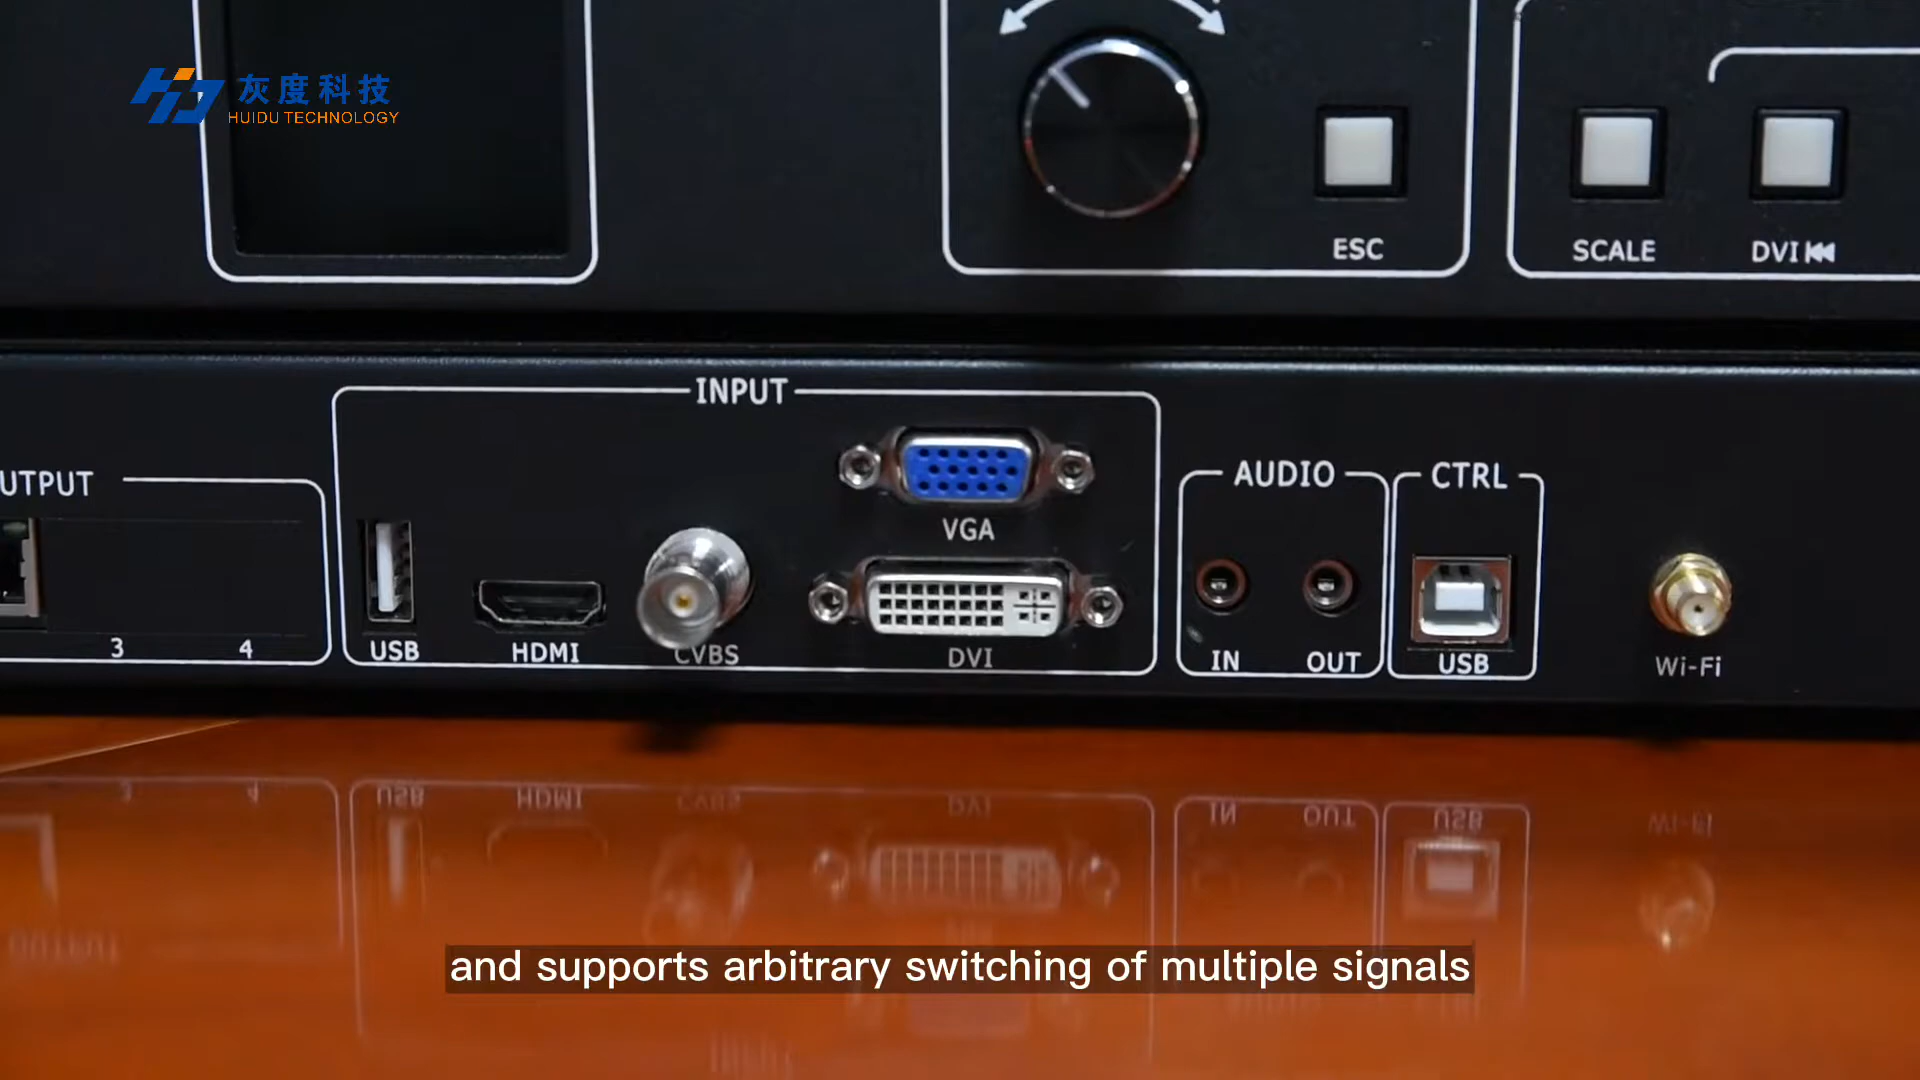 灰度科技
HUIDU TECHNOLOGY
ESC
SCALE
DVI
INPUT
UTPUT
AUDIO
CTRL
VGA
3
4
USB
HDMI
CVBS
DVI
IN
OUT
USB
Wi-Fi
and supports arbitrary switching of multiple signals